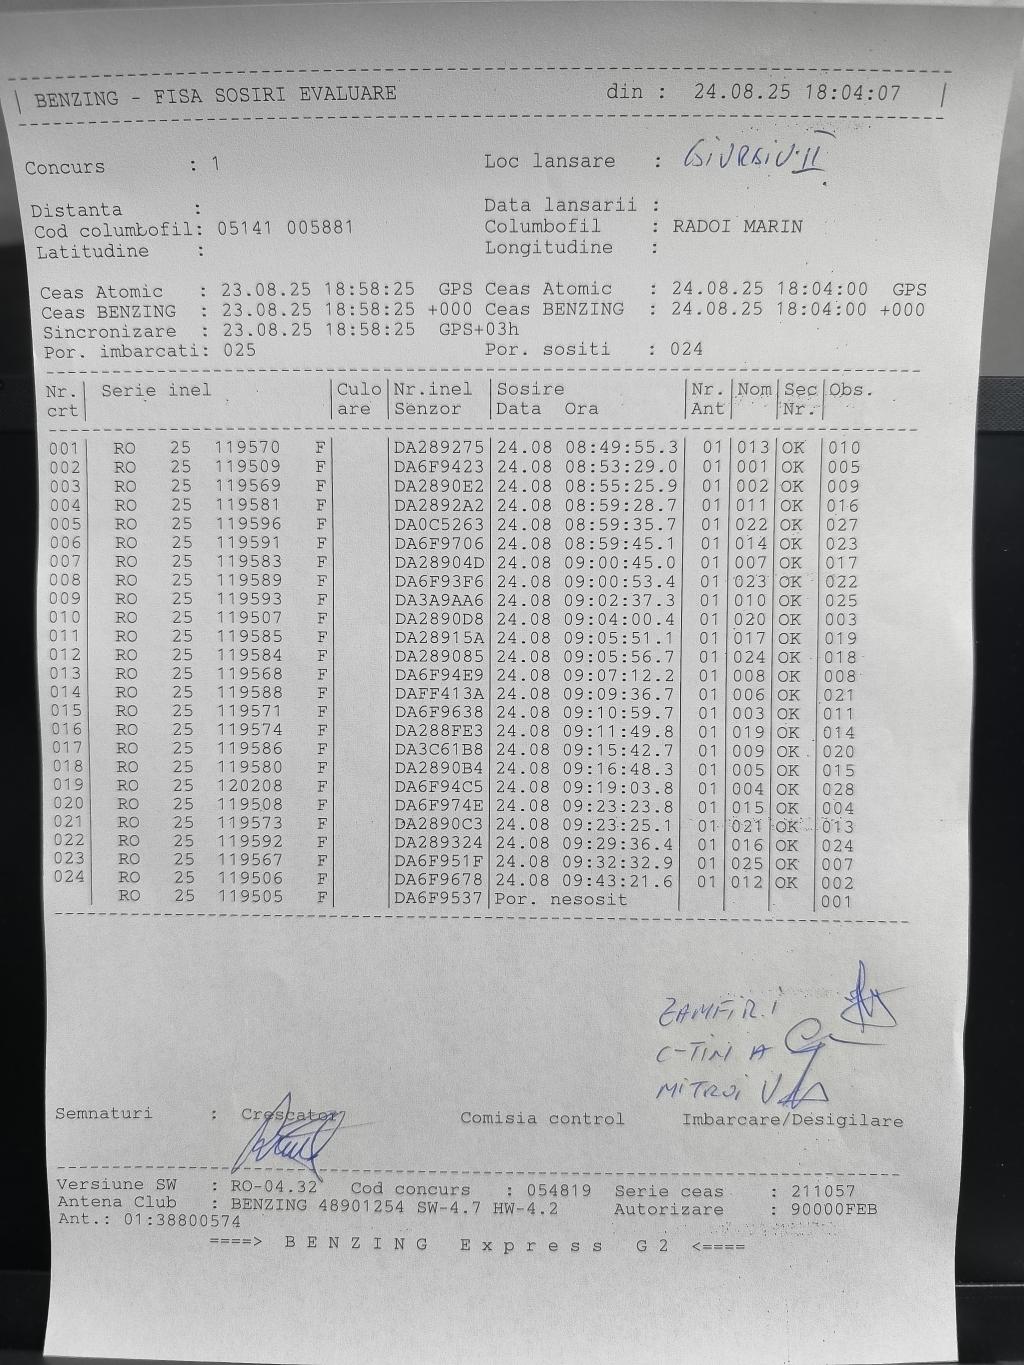 BENZING - FISA SOSIRI EVALUARE din : 24.08.25 18:04:07
Concurs : 1 Loc lansare : GIURGIU II
Distanta : Data lansarii :
Cod columbofil: 05141 005881 Columbofil : RADOI MARIN
Latitudine : Longitudine :
Ceas Atomic : 23.08.25 18:58:25 GPS Ceas Atomic : 24.08.25 18:04:00 GPS
Ceas BENZING : 23.08.25 18:58:25 +000 Ceas BENZING : 24.08.25 18:04:00 +000
Sincronizare : 23.08.25 18:58:25 GPS+03h
Por. imbarcati: 025 Por. sositi : 024
Nr. | Serie inel | Culo | Nr.inel | Sosire | Nr. | Nom | Sec | Obs.
crt | | are | Senzor | Data Ora | Ant | | Nr. |
001 | RO 25 119570 F | | DA289275 | 24.08 08:49:55.3 | 01 | 013 | OK | 010
002 | RO 25 119509 F | | DA6F9423 | 24.08 08:53:29.0 | 01 | 001 | OK | 005
003 | RO 25 119569 F | | DA2890E2 | 24.08 08:55:25.9 | 01 | 002 | OK | 009
004 | RO 25 119581 F | | DA2892A2 | 24.08 08:59:28.7 | 01 | 011 | OK | 016
005 | RO 25 119596 F | | DA0C5263 | 24.08 08:59:35.7 | 01 | 022 | OK | 027
006 | RO 25 119591 F | | DA6F9706 | 24.08 08:59:45.1 | 01 | 014 | OK | 023
007 | RO 25 119583 F | | DA28904D | 24.08 09:00:45.0 | 01 | 007 | OK | 017
008 | RO 25 119589 F | | DA6F93F6 | 24.08 09:00:53.4 | 01 | 023 | OK | 022
009 | RO 25 119593 F | | DA3A9AA6 | 24.08 09:02:37.3 | 01 | 010 | OK | 025
010 | RO 25 119507 F | | DA2890D8 | 24.08 09:04:00.4 | 01 | 020 | OK | 003
011 | RO 25 119585 F | | DA28915A | 24.08 09:05:51.1 | 01 | 017 | OK | 019
012 | RO 25 119584 F | | DA289085 | 24.08 09:05:56.7 | 01 | 024 | OK | 018
013 | RO 25 119568 F | | DA6F94E9 | 24.08 09:07:12.2 | 01 | 008 | OK | 008
014 | RO 25 119588 F | | DAFF413A | 24.08 09:09:36.7 | 01 | 006 | OK | 021
015 | RO 25 119571 F | | DA6F9638 | 24.08 09:10:59.7 | 01 | 003 | OK | 011
016 | RO 25 119574 F | | DA288FE3 | 24.08 09:11:49.8 | 01 | 019 | OK | 014
017 | RO 25 119586 F | | DA3C61B8 | 24.08 09:15:42.7 | 01 | 009 | OK | 020
018 | RO 25 119580 F | | DA2890B4 | 24.08 09:16:48.3 | 01 | 005 | OK | 015
019 | RO 25 120208 F | | DA6F94C5 | 24.08 09:19:03.8 | 01 | 004 | OK | 028
020 | RO 25 119508 F | | DA6F974E | 24.08 09:23:23.8 | 01 | 015 | OK | 004
021 | RO 25 119573 F | | DA2890C3 | 24.08 09:23:25.1 | 01 | 021 | OK | 013
022 | RO 25 119592 F | | DA289324 | 24.08 09:29:36.4 | 01 | 016 | OK | 024
023 | RO 25 119567 F | | DA6F951F | 24.08 09:32:32.9 | 01 | 025 | OK | 007
024 | RO 25 119506 F | | DA6F9678 | 24.08 09:43:21.6 | 01 | 012 | OK | 002
RO 25 119505 F | | DA6F9537 | Por. nesosit | | | | 001
ZAMFIR I
C-TIN A
MITROI V
Semnaturi : Crescator Comisia control Imbarcare/Desigilare
Versiune SW : RO-04.32 Cod concurs : 054819 Serie ceas : 211057
Antena Club : BENZING 48901254 SW-4.7 HW-4.2 Autorizare : 90000FEB
Ant.: 01:38800574
====> B E N Z I N G E x p r e s s G 2 <====